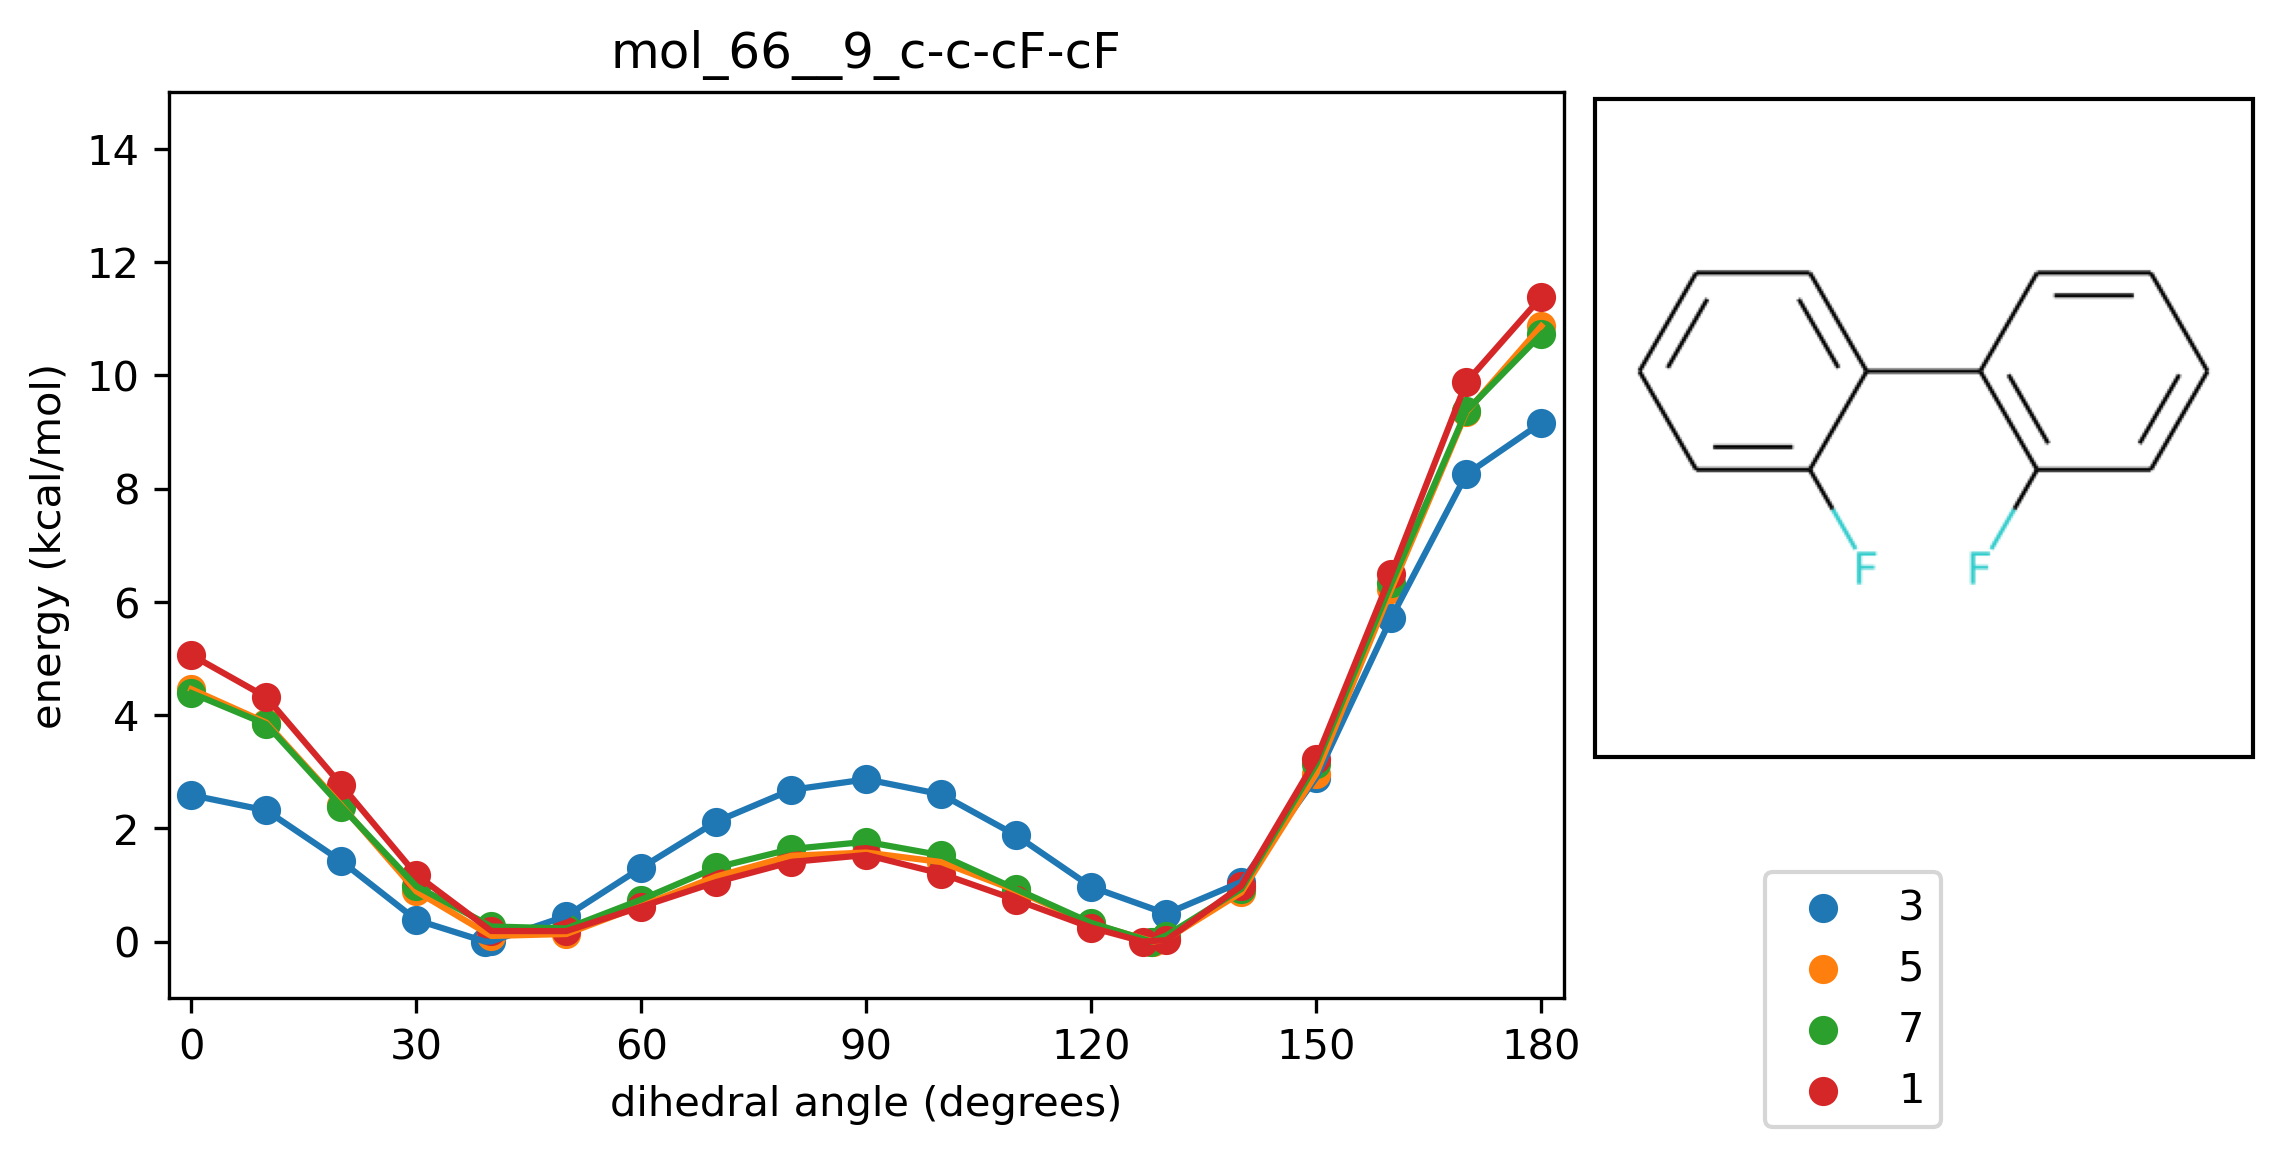 mol_66__9_c-c-cF-cF
energy (kcal/mol)
14
12
10
8
6
4
2
0
0 30 60 90 120 150 180
dihedral angle (degrees)
F F
3
5
7
1